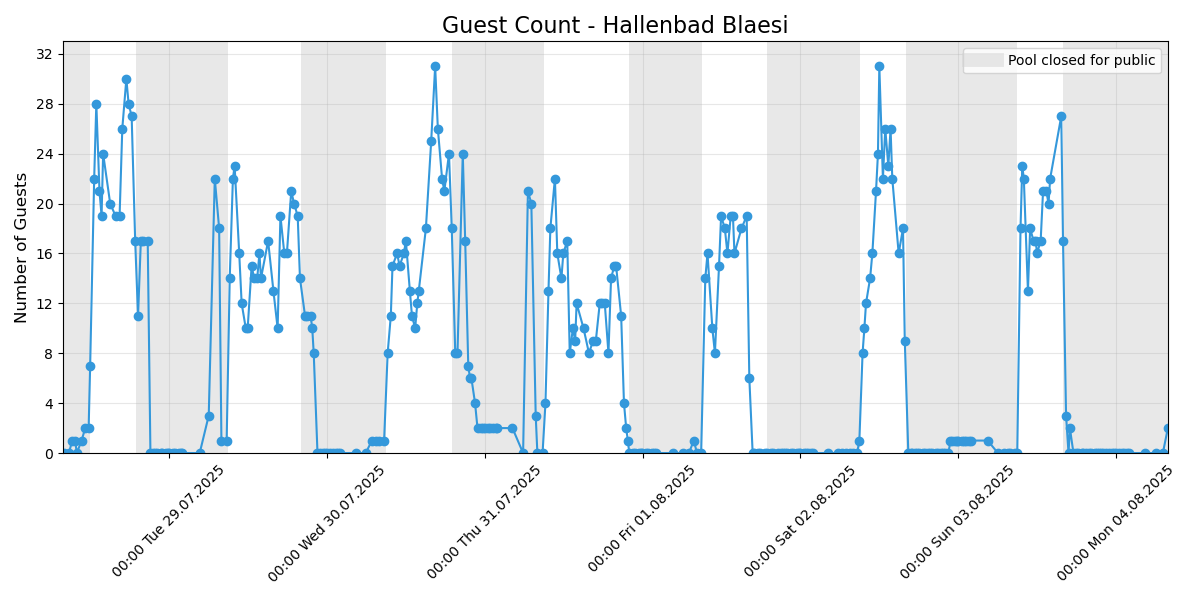 Guest Count - Hallenbad Blaesi
Pool closed for public
Number of Guests
32
28
24
20
16
12
8
4
0
00:00 Tue 29.07.2025
00:00 Wed 30.07.2025
00:00 Thu 31.07.2025
00:00 Fri 01.08.2025
00:00 Sat 02.08.2025
00:00 Sun 03.08.2025
00:00 Mon 04.08.2025